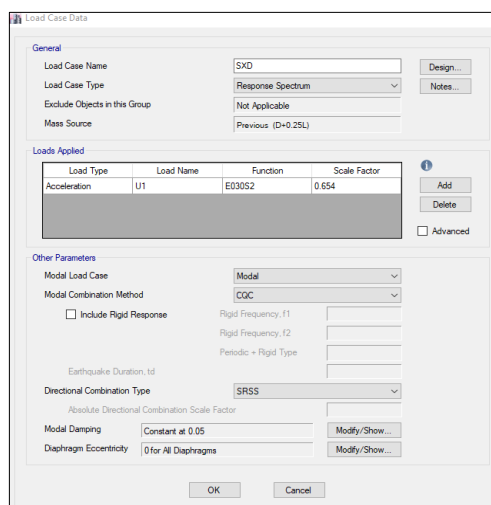 Load Case Data
General
Load Case Name SXD Design...
Load Case Type Response Spectrum Notes...
Exclude Objects in this Group Not Applicable
Mass Source Previous (D+0.25L)
Loads Applied
Load Type Load Name Function Scale Factor
Acceleration U1 E030S2 0.654
Add
Delete
Advanced
Other Parameters
Modal Load Case Modal
Modal Combination Method CQC
Include Rigid Response Rigid Frequency, f1
Rigid Frequency, f2
Periodic + Rigid Type
Earthquake Duration, td
Directional Combination Type SRSS
Absolute Directional Combination Scale Factor
Modal Damping Constant at 0.05 Modify/Show...
Diaphragm Eccentricity 0 for All Diaphragms Modify/Show...
OK Cancel